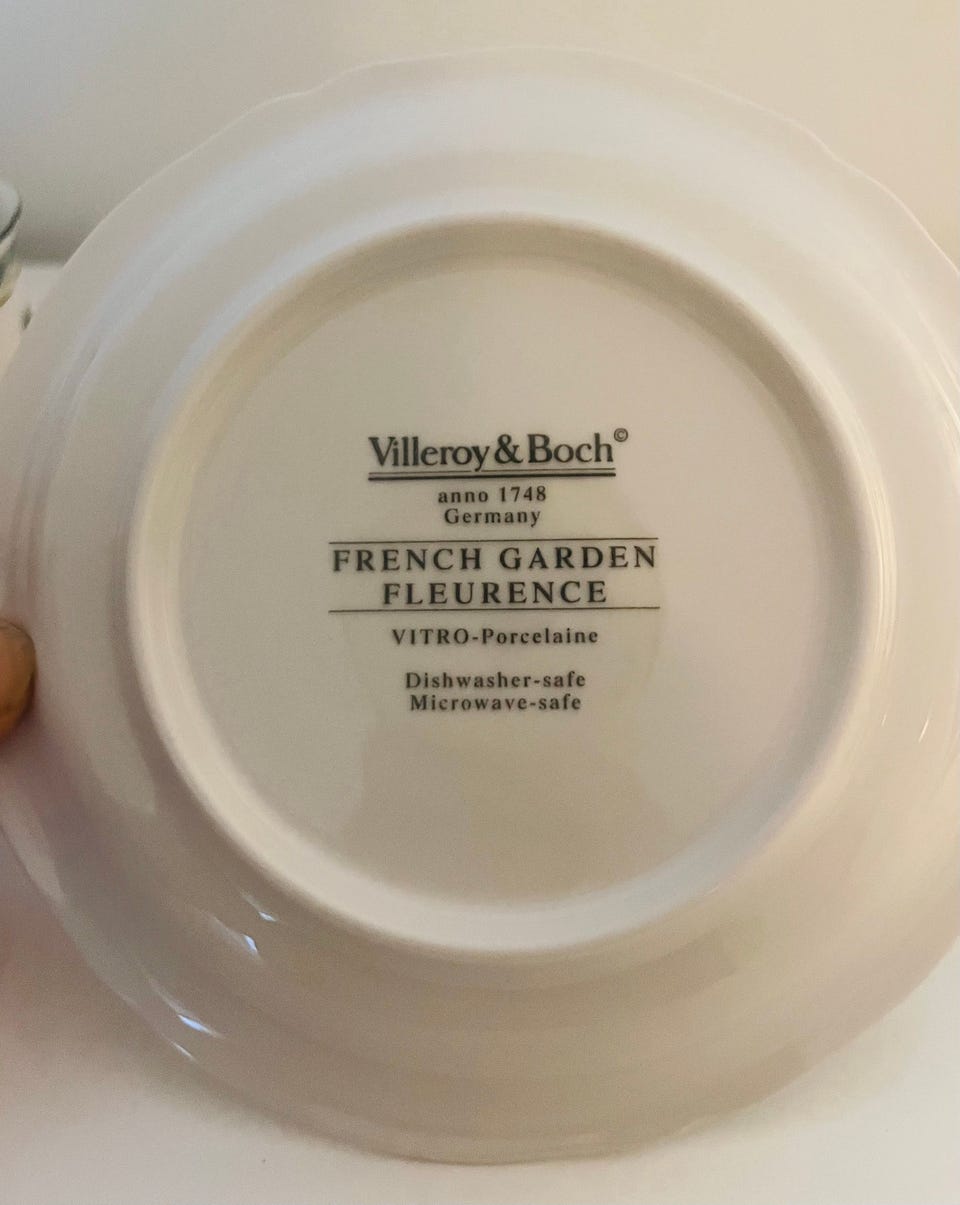 Villeroy & Boch©
anno 1748
Germany
FRENCH GARDEN
FLEURENCE
VITRO-Porcelaine
Dishwasher-safe
Microwave-safe